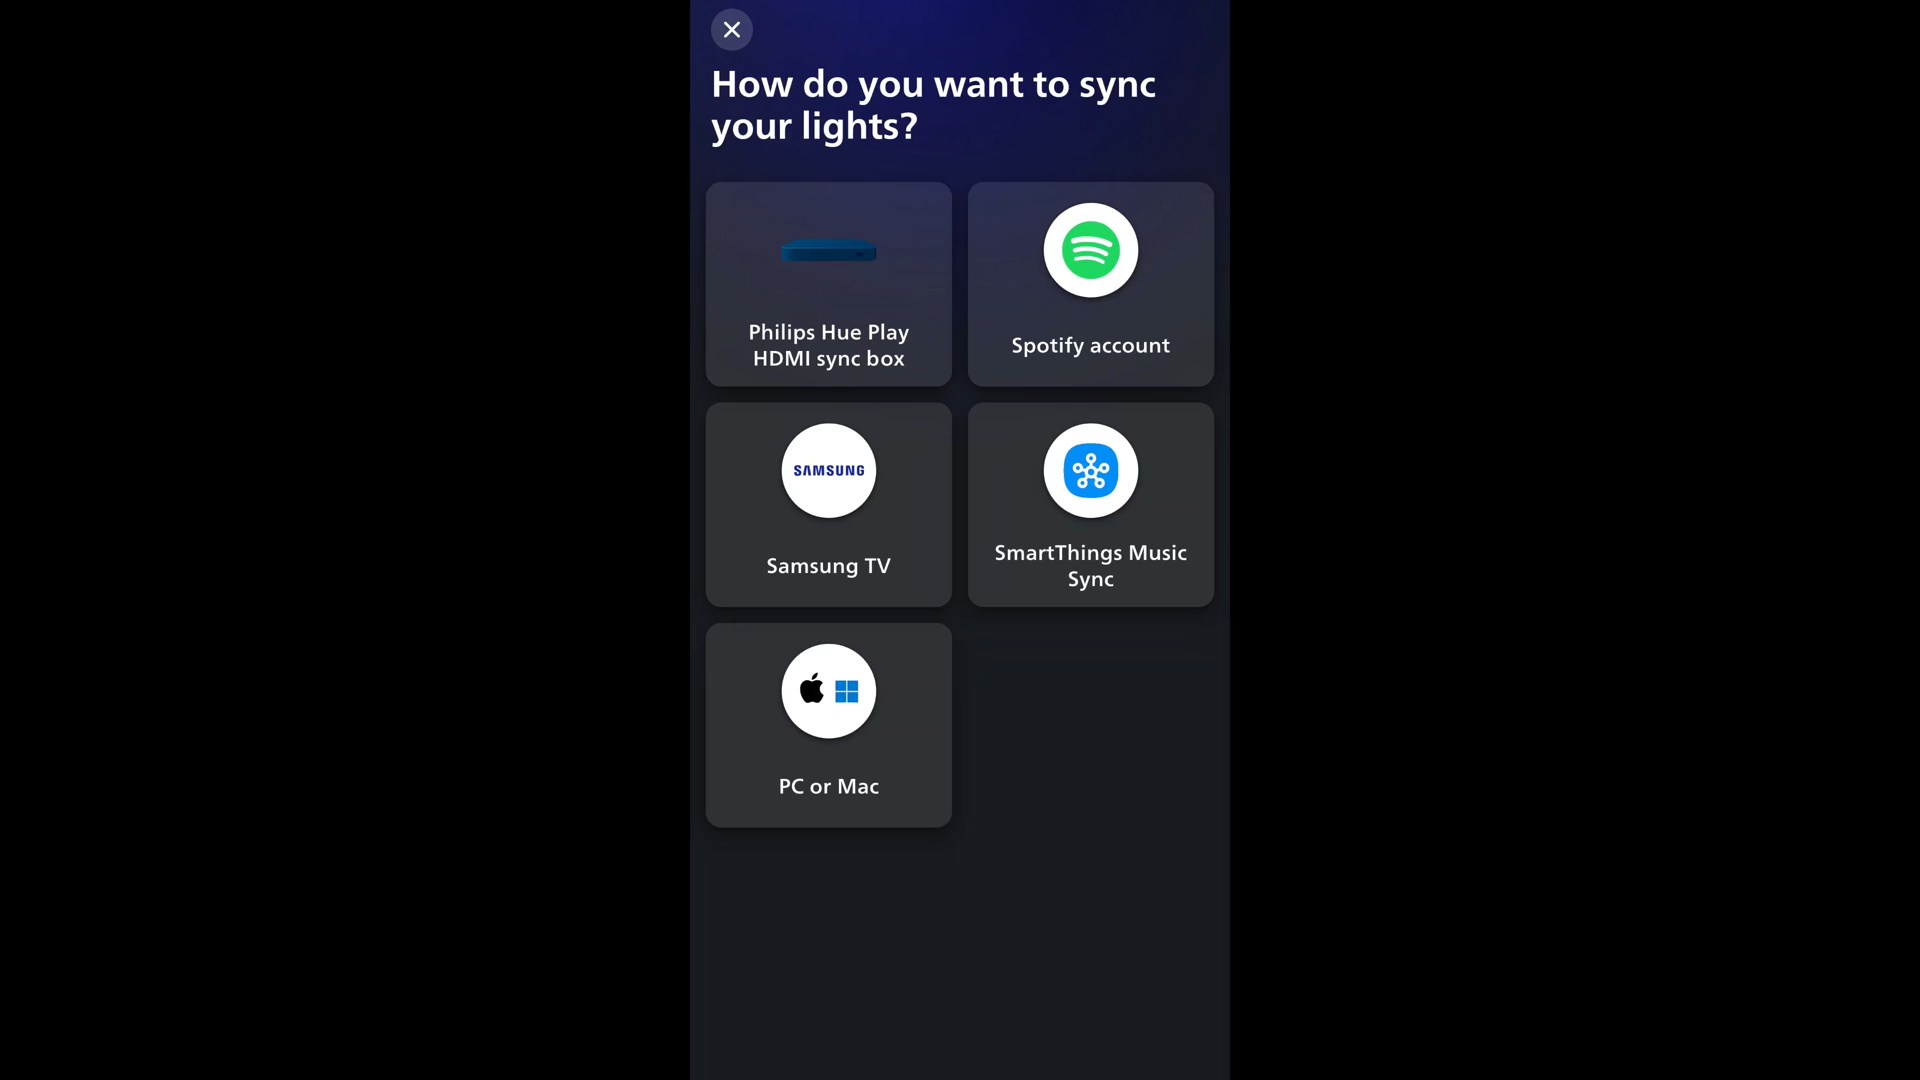 How do you want to sync
your lights?
Philips Hue Play
HDMI sync box
Spotify account
SAMSUNG
Samsung TV
SmartThings Music
Sync
PC or Mac